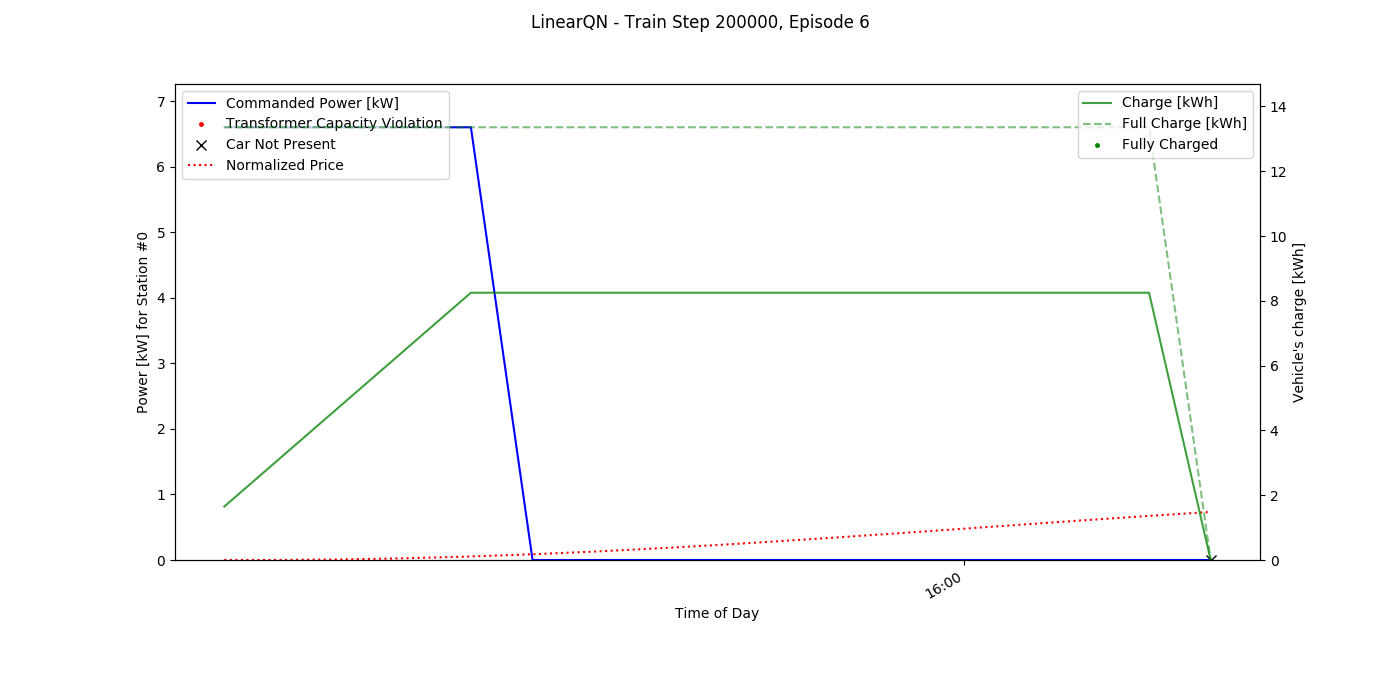 LinearQN - Train Step 200000, Episode 6
Commanded Power [kW]
Transformer Capacity Violation
Car Not Present
Normalized Price
Charge [kWh]
Full Charge [kWh]
Fully Charged
7
6
5
4
3
2
1
0
Power [kW] for Station #0
14
12
10
8
6
4
2
0
Vehicle's charge [kWh]
16:00
Time of Day